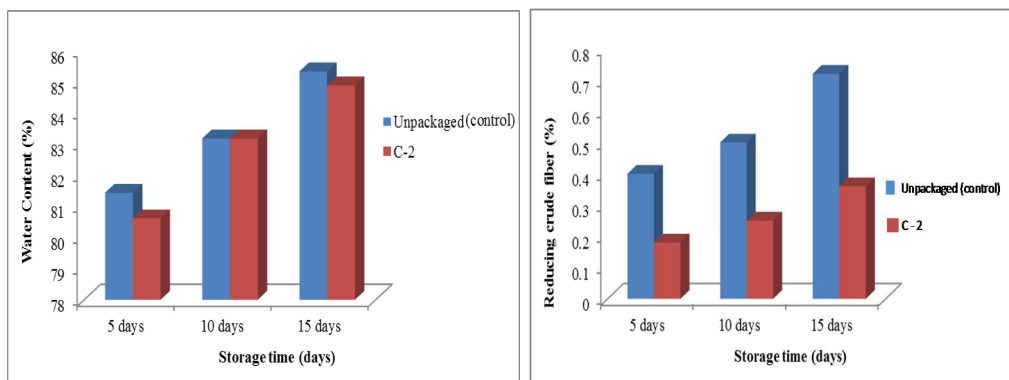 Water Content (%)
86
85
84
83
82
81
80
79
78
5 days
10 days
15 days
Storage time (days)
Unpackaged (control)
C-2
Reducing crude fiber (%)
0.8
0.7
0.6
0.5
0.4
0.3
0.2
0.1
0
5 days
10 days
15 days
Storage time (days)
Unpackaged (control)
C-2